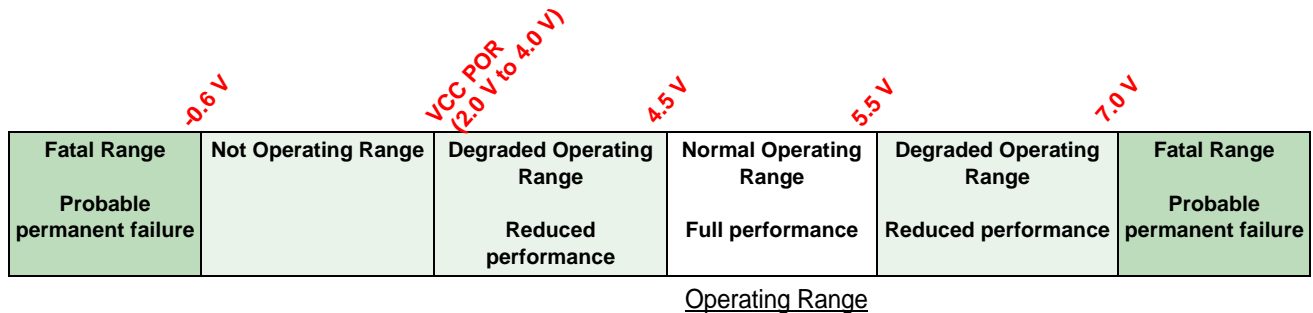 -0.6 V
VCC POR
(2.0 V to 4.0 V)
4.5 V
5.5 V
7.0 V
Fatal Range
Probable
permanent failure
Not Operating Range
Degraded Operating
Range
Reduced
performance
Normal Operating
Range
Full performance
Degraded Operating
Range
Reduced performance
Fatal Range
Probable
permanent failure
Operating Range